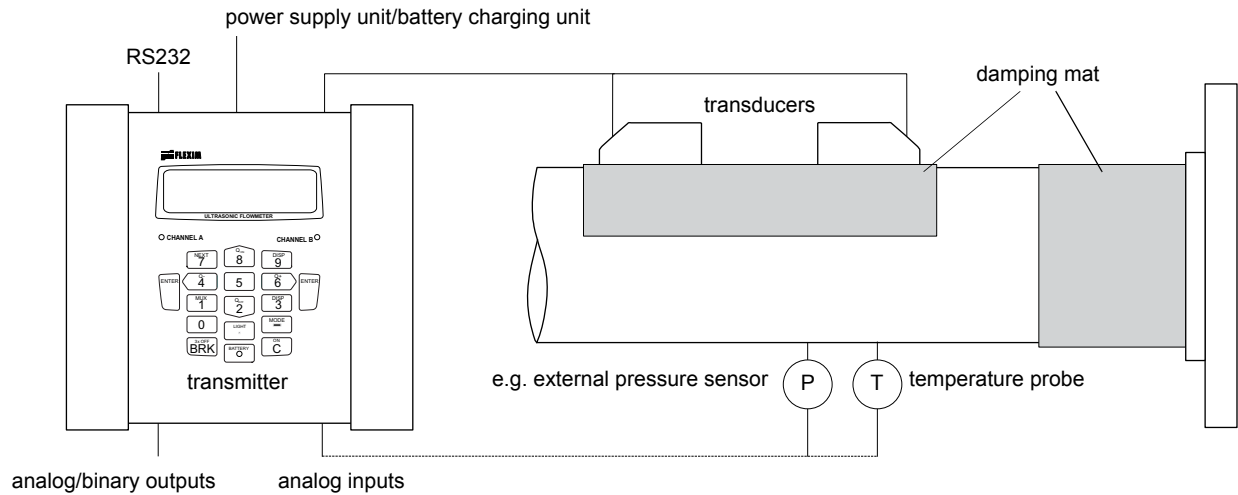 power supply unit/battery charging unit
RS232
damping mat
transducers
FLEXIM
ULTRASONIC FLOWMETER
CHANNEL A
CHANNEL B
NEXT
7
8
DISP
9
ENTER
Q-
4
5
Q+
6
ENTER
MUX
1
2
DISP
3
0
LIGHT
.
MODE
3x OFF
BRK
BATTERY
ON
C
transmitter
e.g. external pressure sensor
P
T
temperature probe
analog/binary outputs
analog inputs